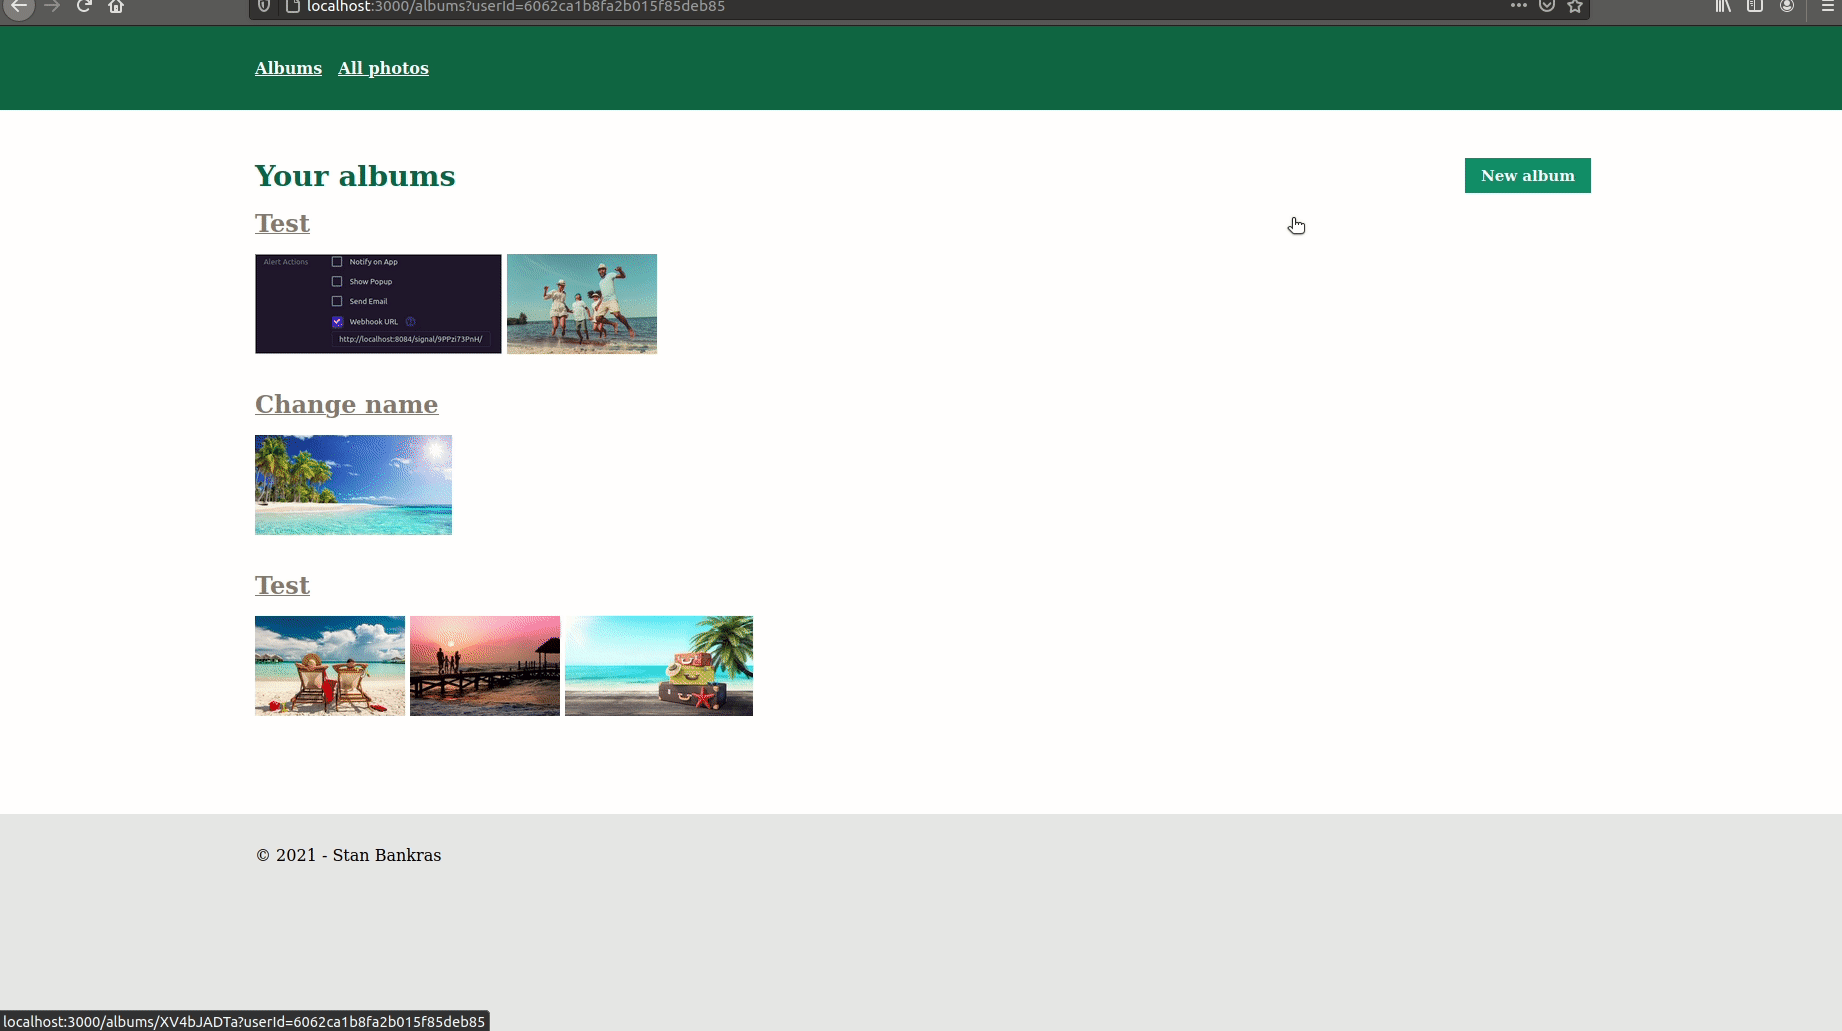 localhost:3000/albums?userId=6062ca1b8fa2b015f85deb85
Albums All photos
Your albums
New album
Test
Alert Actions
Notify on App
Show Popup
Send Email
Webhook URL
http://localhost:8084/signal/9PPzi73PnH/
Change name
Test
© 2021 - Stan Bankras
localhost:3000/albums/XV4bJADTa?userId=6062ca1b8fa2b015f85deb85